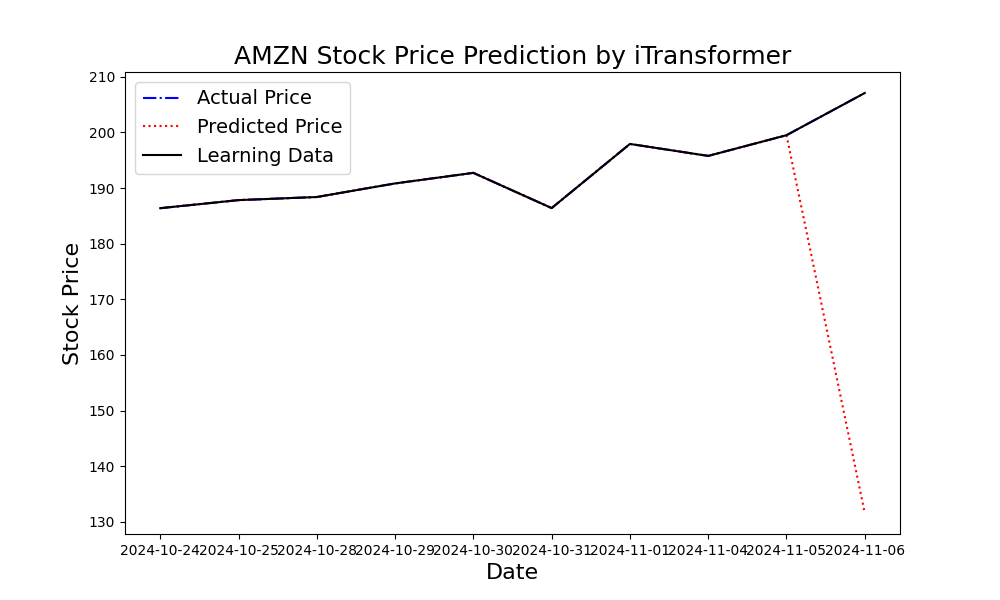 AMZN Stock Price Prediction by iTransformer
Actual Price
Predicted Price
Learning Data
210
200
190
180
170
160
150
140
130
Stock Price
2024-10-24 2024-10-25 2024-10-28 2024-10-29 2024-10-30 2024-10-31 2024-11-01 2024-11-04 2024-11-05 2024-11-06
Date